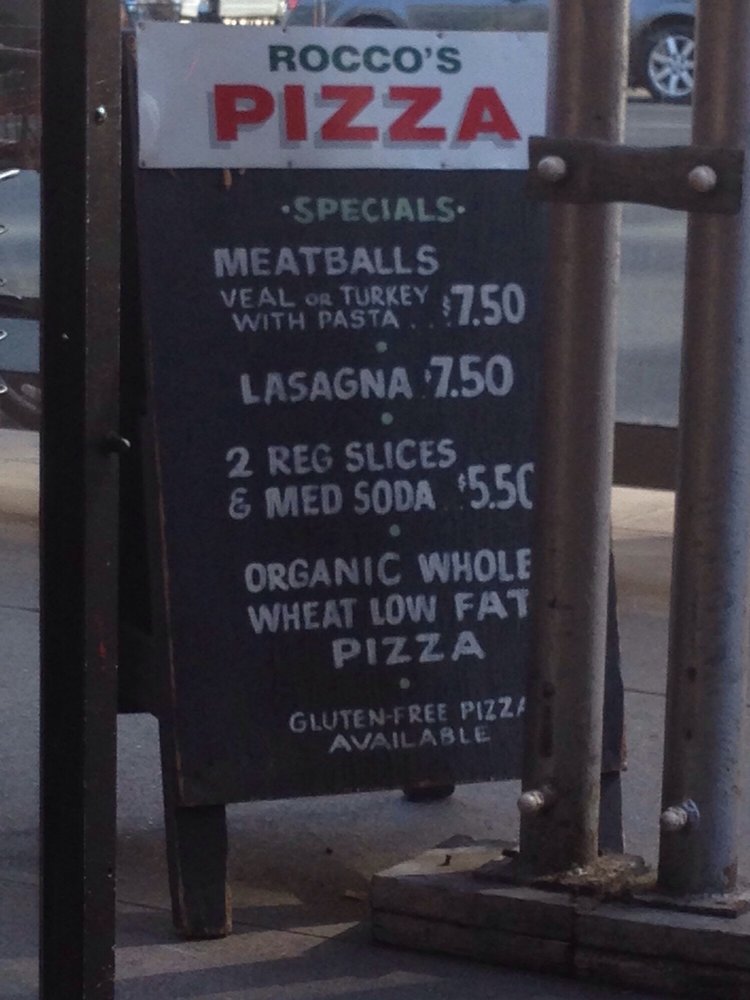 ROCCO'S
PIZZA
·SPECIALS·
MEATBALLS
VEAL OR TURKEY
WITH PASTA ... $7.50
LASAGNA $7.50
2 REG SLICES
& MED SODA $5.50
ORGANIC WHOLE
WHEAT LOW FAT
PIZZA
GLUTEN-FREE PIZZA
AVAILABLE